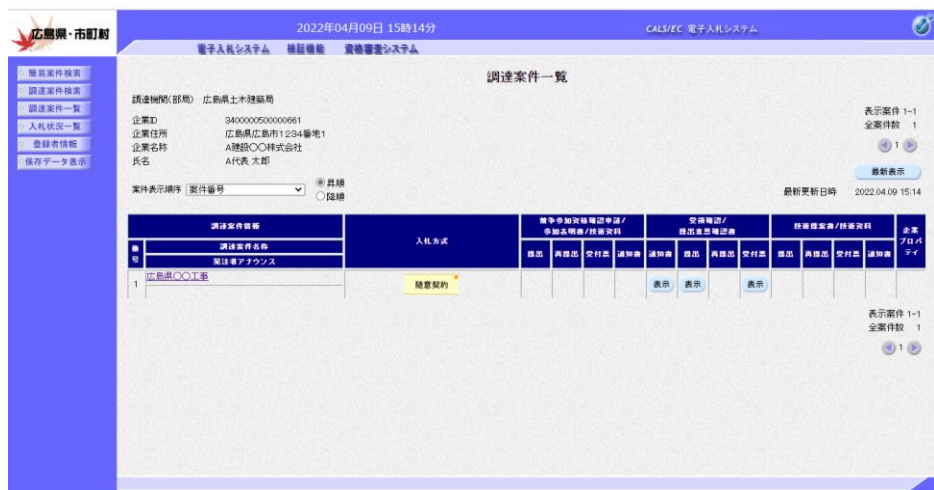 広島県・市町村
2022年04月09日 15時14分
CALS/EC 電子入札システム
電子入札システム 検証機能 資格審査システム
簡易案件検索
調達案件検索
調達案件一覧
入札状況一覧
登録者情報
保存データ表示
調達案件一覧
調達機関(部局) 広島県土木建築局
企業ID 3400000500000661
企業住所 広島県広島市1234番地1
企業名称 A建設〇〇株式会社
氏名 A代表 太郎
案件表示順序 案件番号
昇順
降順
表示案件 1-1
全案件数 1
1
最新表示
最新更新日時 2022.04.09 15:14
調達案件情報
番号
調達案件名称
発注者アナウンス
入札方式
競争参加資格確認申請/
参加表明書/技術資料
提出 再提出 受付票 通知書
受領確認/
提出意思確認書
通知書 提出 再提出 受付票
技術提案書/技術資料
提出 再提出 受付票 通知書
企業
プロパ
ティ
1 広島県〇〇工事 随意契約 表示 表示 表示
表示案件 1-1
全案件数 1
1